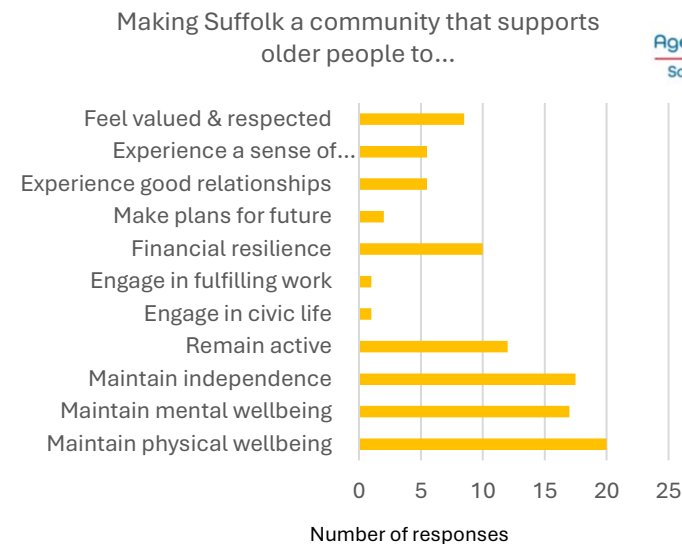 Making Suffolk a community that supports
older people to...
Feel valued & respected
Experience a sense of...
Experience good relationships
Make plans for future
Financial resilience
Engage in fulfilling work
Engage in civic life
Remain active
Maintain independence
Maintain mental wellbeing
Maintain physical wellbeing
0 5 10 15 20 25
Number of responses